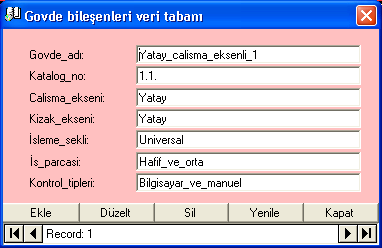 Govde bileşenleri veri tabanı
Govde_adı: Yatay_calisma_eksenli_1
Katalog_no: 1.1.
Calisma_ekseni: Yatay
Kizak_ekseni: Yatay
İsleme_sekli: Universal
İs_parcasi: Hafif_ve_orta
Kontrol_tipleri: Bilgisayar_ve_manuel
Ekle Düzelt Sil Yenile Kapat
Record: 1